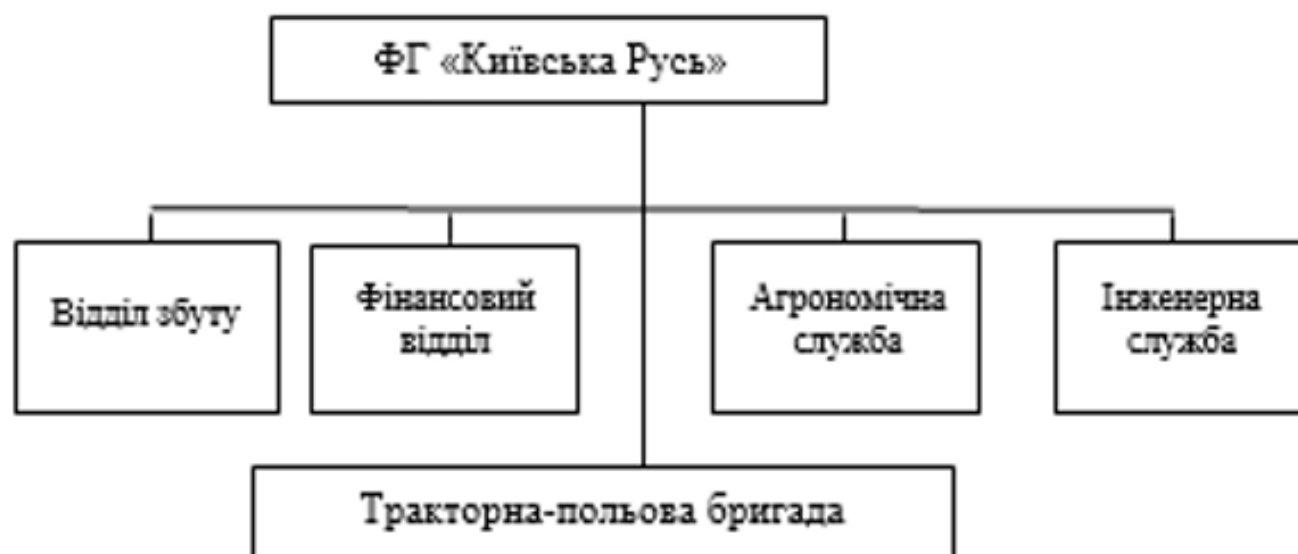 ФГ «Київська Русь»
Відділ збуту
Фінансовий
відділ
Агрономічна
служба
Інженерна
служба
Тракторна-польова бригада